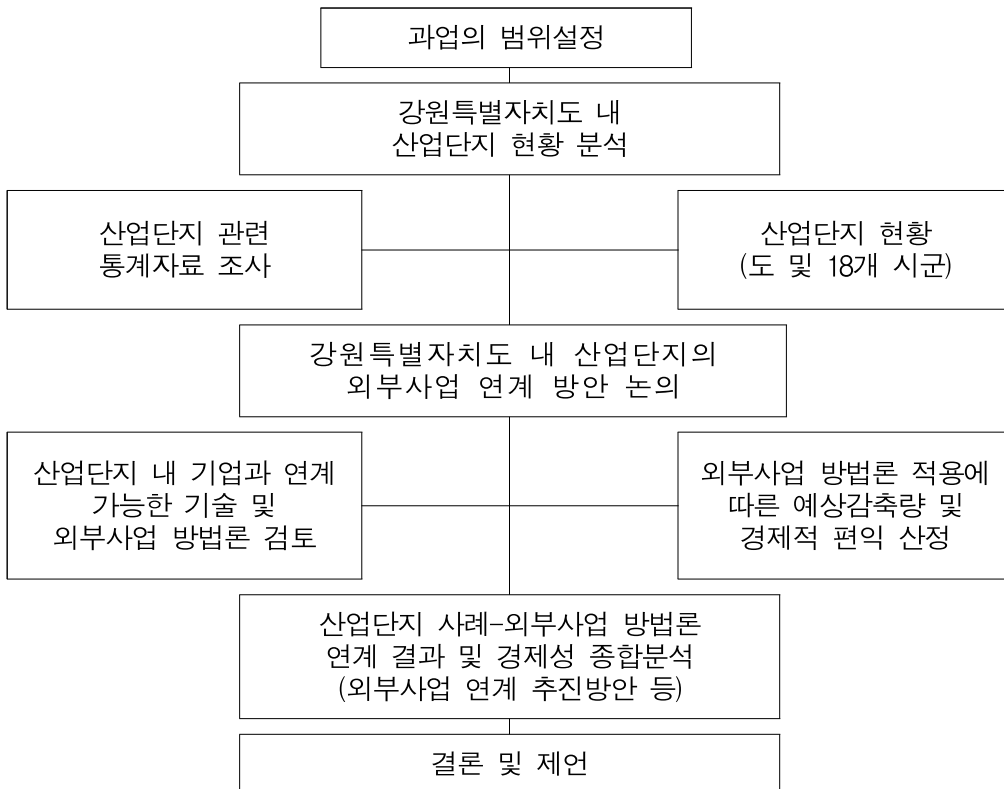 과업의 범위설정
강원특별자치도 내
산업단지 현황 분석
산업단지 관련
통계자료 조사
산업단지 현황
(도 및 18개 시군)
강원특별자치도 내 산업단지의
외부사업 연계 방안 논의
산업단지 내 기업과 연계
가능한 기술 및
외부사업 방법론 검토
외부사업 방법론 적용에
따른 예상감축량 및
경제적 편익 산정
산업단지 사례-외부사업 방법론
연계 결과 및 경제성 종합분석
(외부사업 연계 추진방안 등)
결론 및 제언